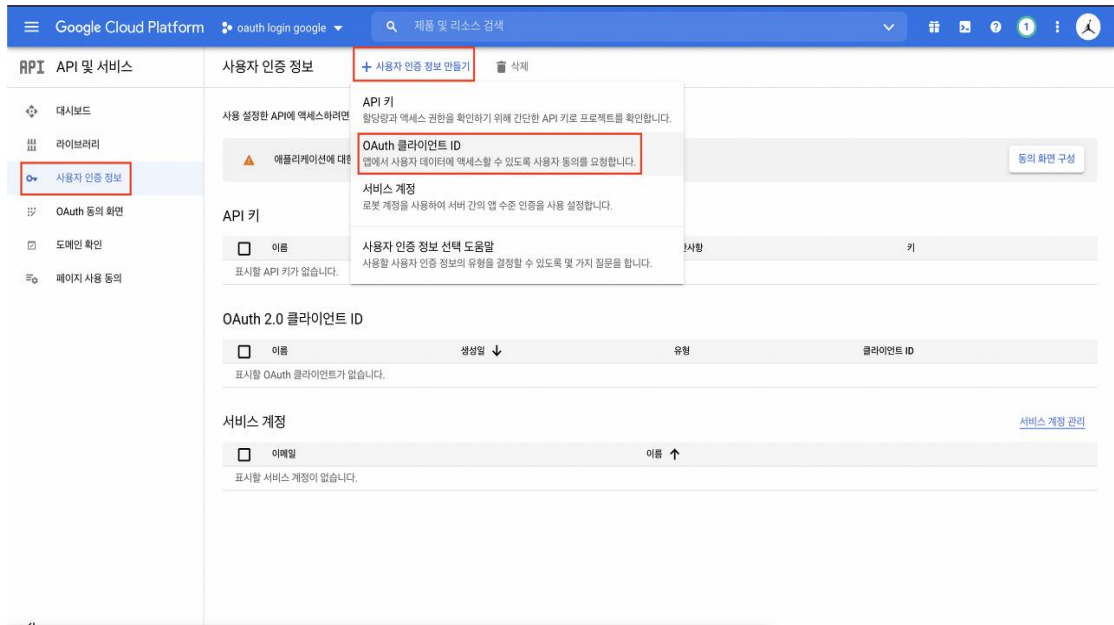 Google Cloud Platform
oauth login google
제품 및 리소스 검색
1
API API 및 서비스
사용자 인증 정보
+ 사용자 인증 정보 만들기
삭제
대시보드
라이브러리
사용자 인증 정보
OAuth 동의 화면
도메인 확인
페이지 사용 동의
사용 설정한 API에 액세스하려면
애플리케이션에 대한
동의 화면 구성
API 키
할당량과 액세스 권한을 확인하기 위해 간단한 API 키로 프로젝트를 확인합니다.
OAuth 클라이언트 ID
앱에서 사용자 데이터에 액세스할 수 있도록 사용자 동의를 요청합니다.
서비스 계정
로봇 계정을 사용하여 서버 간의 앱 수준 인증을 사용 설정합니다.
사용자 인증 정보 선택 도움말
사용할 사용자 인증 정보의 유형을 결정할 수 있도록 몇 가지 질문을 합니다.
API 키
이름 사항 키
표시할 API 키가 없습니다.
OAuth 2.0 클라이언트 ID
이름 생성일 유형 클라이언트 ID
표시할 OAuth 클라이언트가 없습니다.
서비스 계정
서비스 계정 관리
이메일 이름
표시할 서비스 계정이 없습니다.